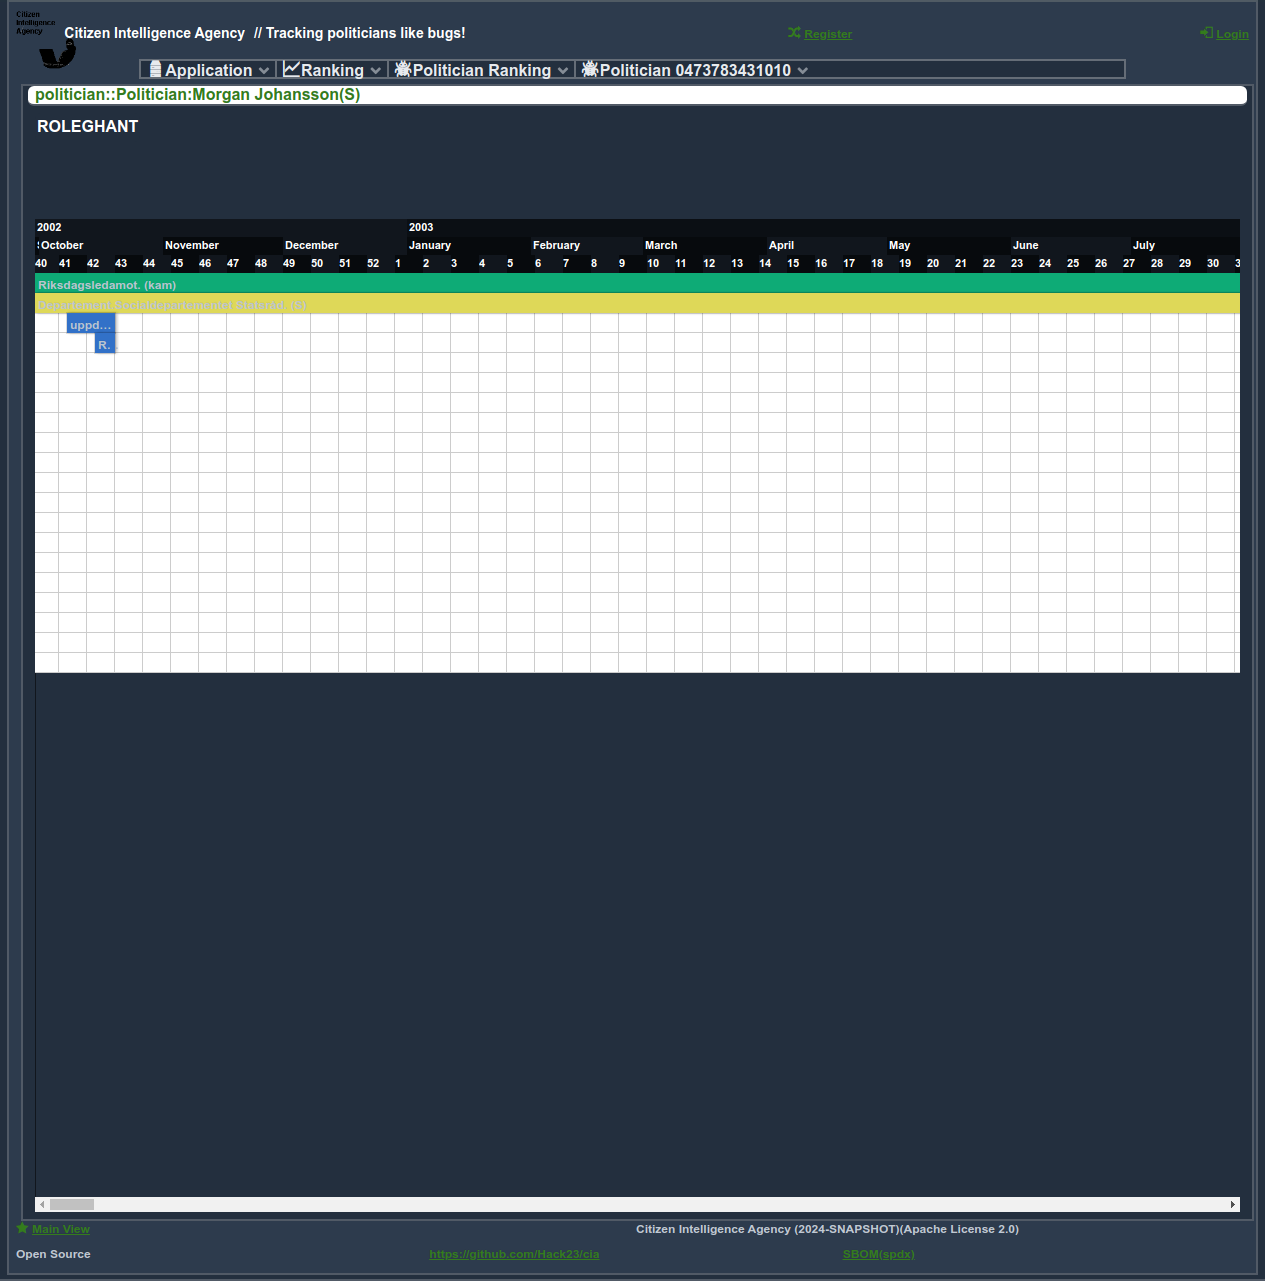 Citizen
Intelligence
Agency
Citizen Intelligence Agency // Tracking politicians like bugs!
Register
Login
Application
Ranking
Politician Ranking
Politician 0473783431010
politician::Politician:Morgan Johansson(S)
ROLEGHANT
2002 2003
October November December January February March April May June July
40 41 42 43 44 45 46 47 48 49 50 51 52 1 2 3 4 5 6 7 8 9 10 11 12 13 14 15 16 17 18 19 20 21 22 23 24 25 26 27 28 29 30
Riksdagsledamot. (kam)
Departement.Socialdepartementet Statsråd. (S)
uppd...
R.
Main View
Citizen Intelligence Agency (2024-SNAPSHOT)(Apache License 2.0)
Open Source
https://github.com/Hack23/cia
SBOM(spdx)